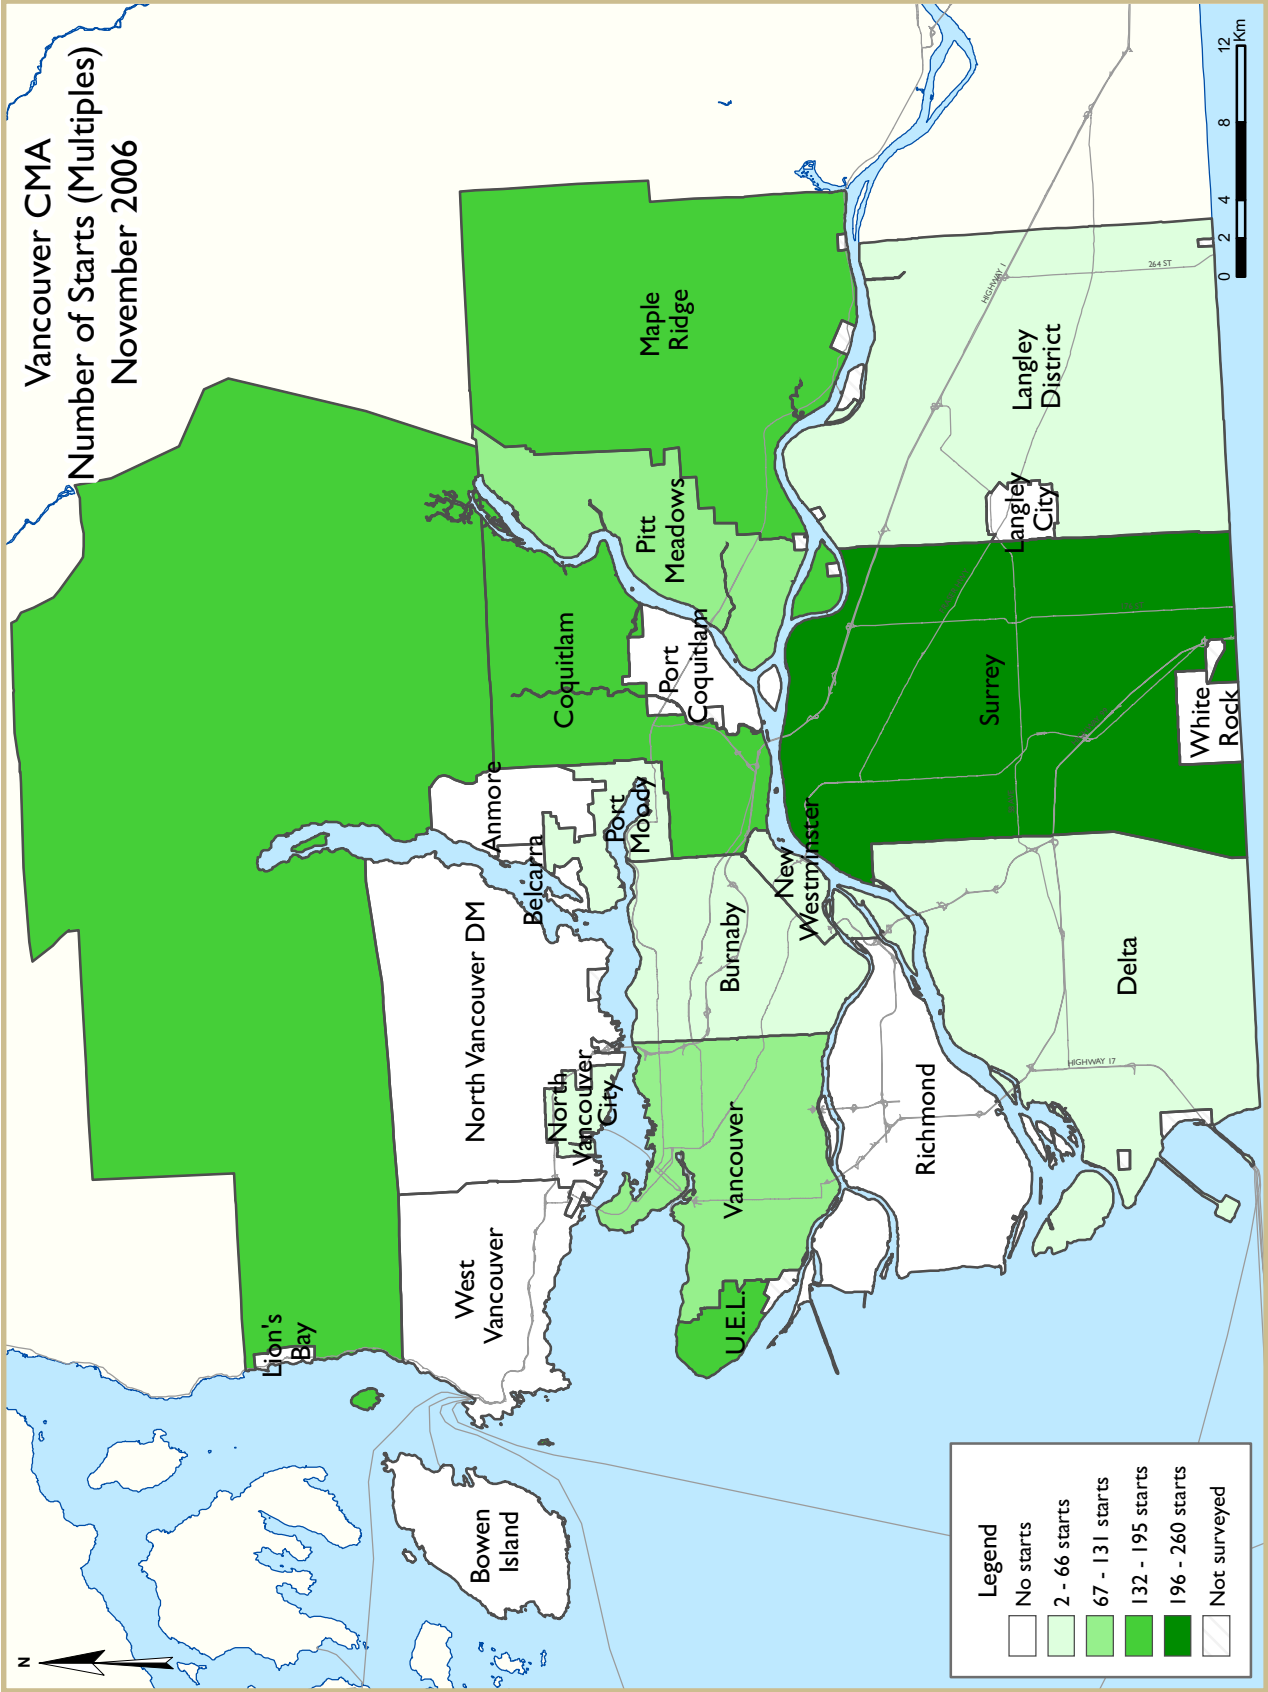 Vancouver CMA
Number of Starts (Multiples)
November 2006
N
Lion's
Bay
Bowen
Island
West
Vancouver
North Vancouver DM
North
Vancouver
City
Belcarra
Anmore
Port
Moody
Coquitlam
Port
Coquitlam
Pitt
Meadows
Maple
Ridge
U.E.L.
Vancouver
Burnaby
New
Westminster
Richmond
Delta
Surrey
White
Rock
Langley
City
Langley
District
HIGHWAY 1
264 ST
HIGHWAY 17
Legend
No starts
2 - 66 starts
67 - 131 starts
132 - 195 starts
196 - 260 starts
Not surveyed
0 2 4 8 12
Km